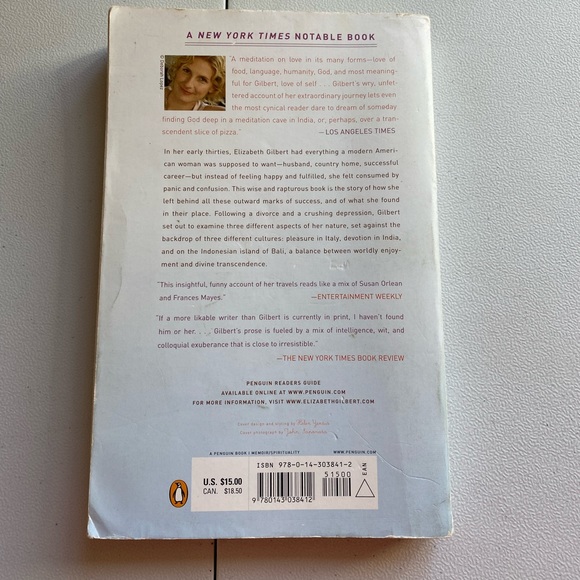 A NEW YORK TIMES NOTABLE BOOK
"A meditation on love in its many forms—love of
food, language, humanity, God, and most meaning-
ful for Gilbert, love of self . . . Gilbert's wry, unfet-
tered account of her extraordinary journey lets even
the most cynical reader dare to dream of someday
finding God deep in a meditation cave in India, or, perhaps, over a tran-
scendent slice of pizza."
—LOS ANGELES TIMES
In her early thirties, Elizabeth Gilbert had everything a modern Ameri-
can woman was supposed to want—husband, country home, successful
career—but instead of feeling happy and fulfilled, she felt consumed by
panic and confusion. This wise and rapturous book is the story of how she
left behind all these outward marks of success, and of what she found
in their place. Following a divorce and a crushing depression, Gilbert
set out to examine three different aspects of her nature, set against the
backdrop of three different cultures: pleasure in Italy, devotion in India,
and on the Indonesian island of Bali, a balance between worldly enjoy-
ment and divine transcendence.
"This insightful, funny account of her travels reads like a mix of Susan Orlean
and Frances Mayes."
—ENTERTAINMENT WEEKLY
"If a more likable writer than Gilbert is currently in print, I haven't found
him or her. . . . Gilbert's prose is fueled by a mix of intelligence, wit, and
colloquial exuberance that is close to irresistible."
—THE NEW YORK TIMES BOOK REVIEW
PENGUIN READERS GUIDE
AVAILABLE ONLINE AT WWW.PENGUIN.COM
FOR MORE INFORMATION, VISIT WWW.ELIZABETHGILBERT.COM
Cover design and
Cover photograph by
A PENGUIN BOOK | MEMOIR/SPIRITUALITY
WWW.PENGUIN.COM
U.S. $15.00
CAN. $18.50
ISBN 978-0-14-303841-2
51500
9 780143 038412
EAN